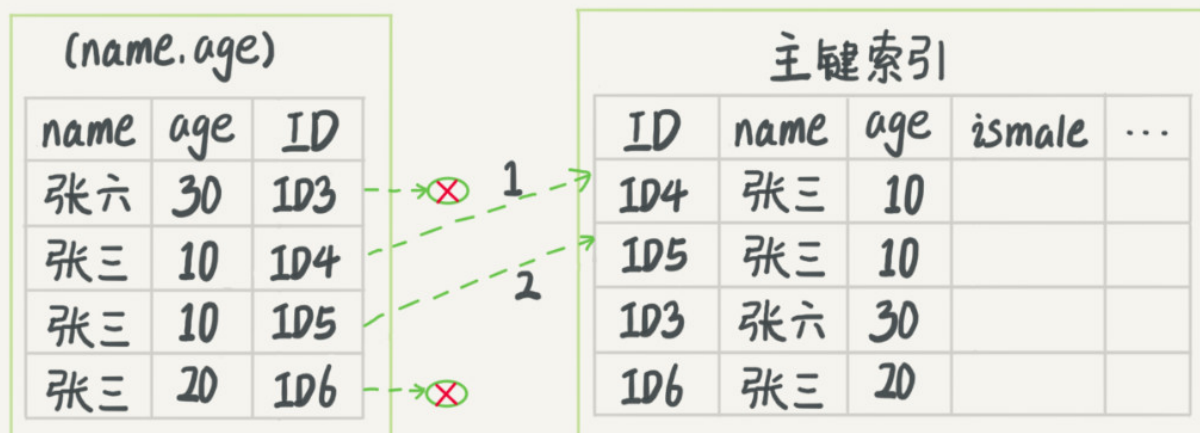 (name.age)
name age ID
张六 30 ID3
张三 10 ID4
张三 10 ID5
张三 20 ID6
1
2
主键索引
ID name age ismale ...
ID4 张三 10
ID5 张三 10
ID3 张六 30
ID6 张三 20